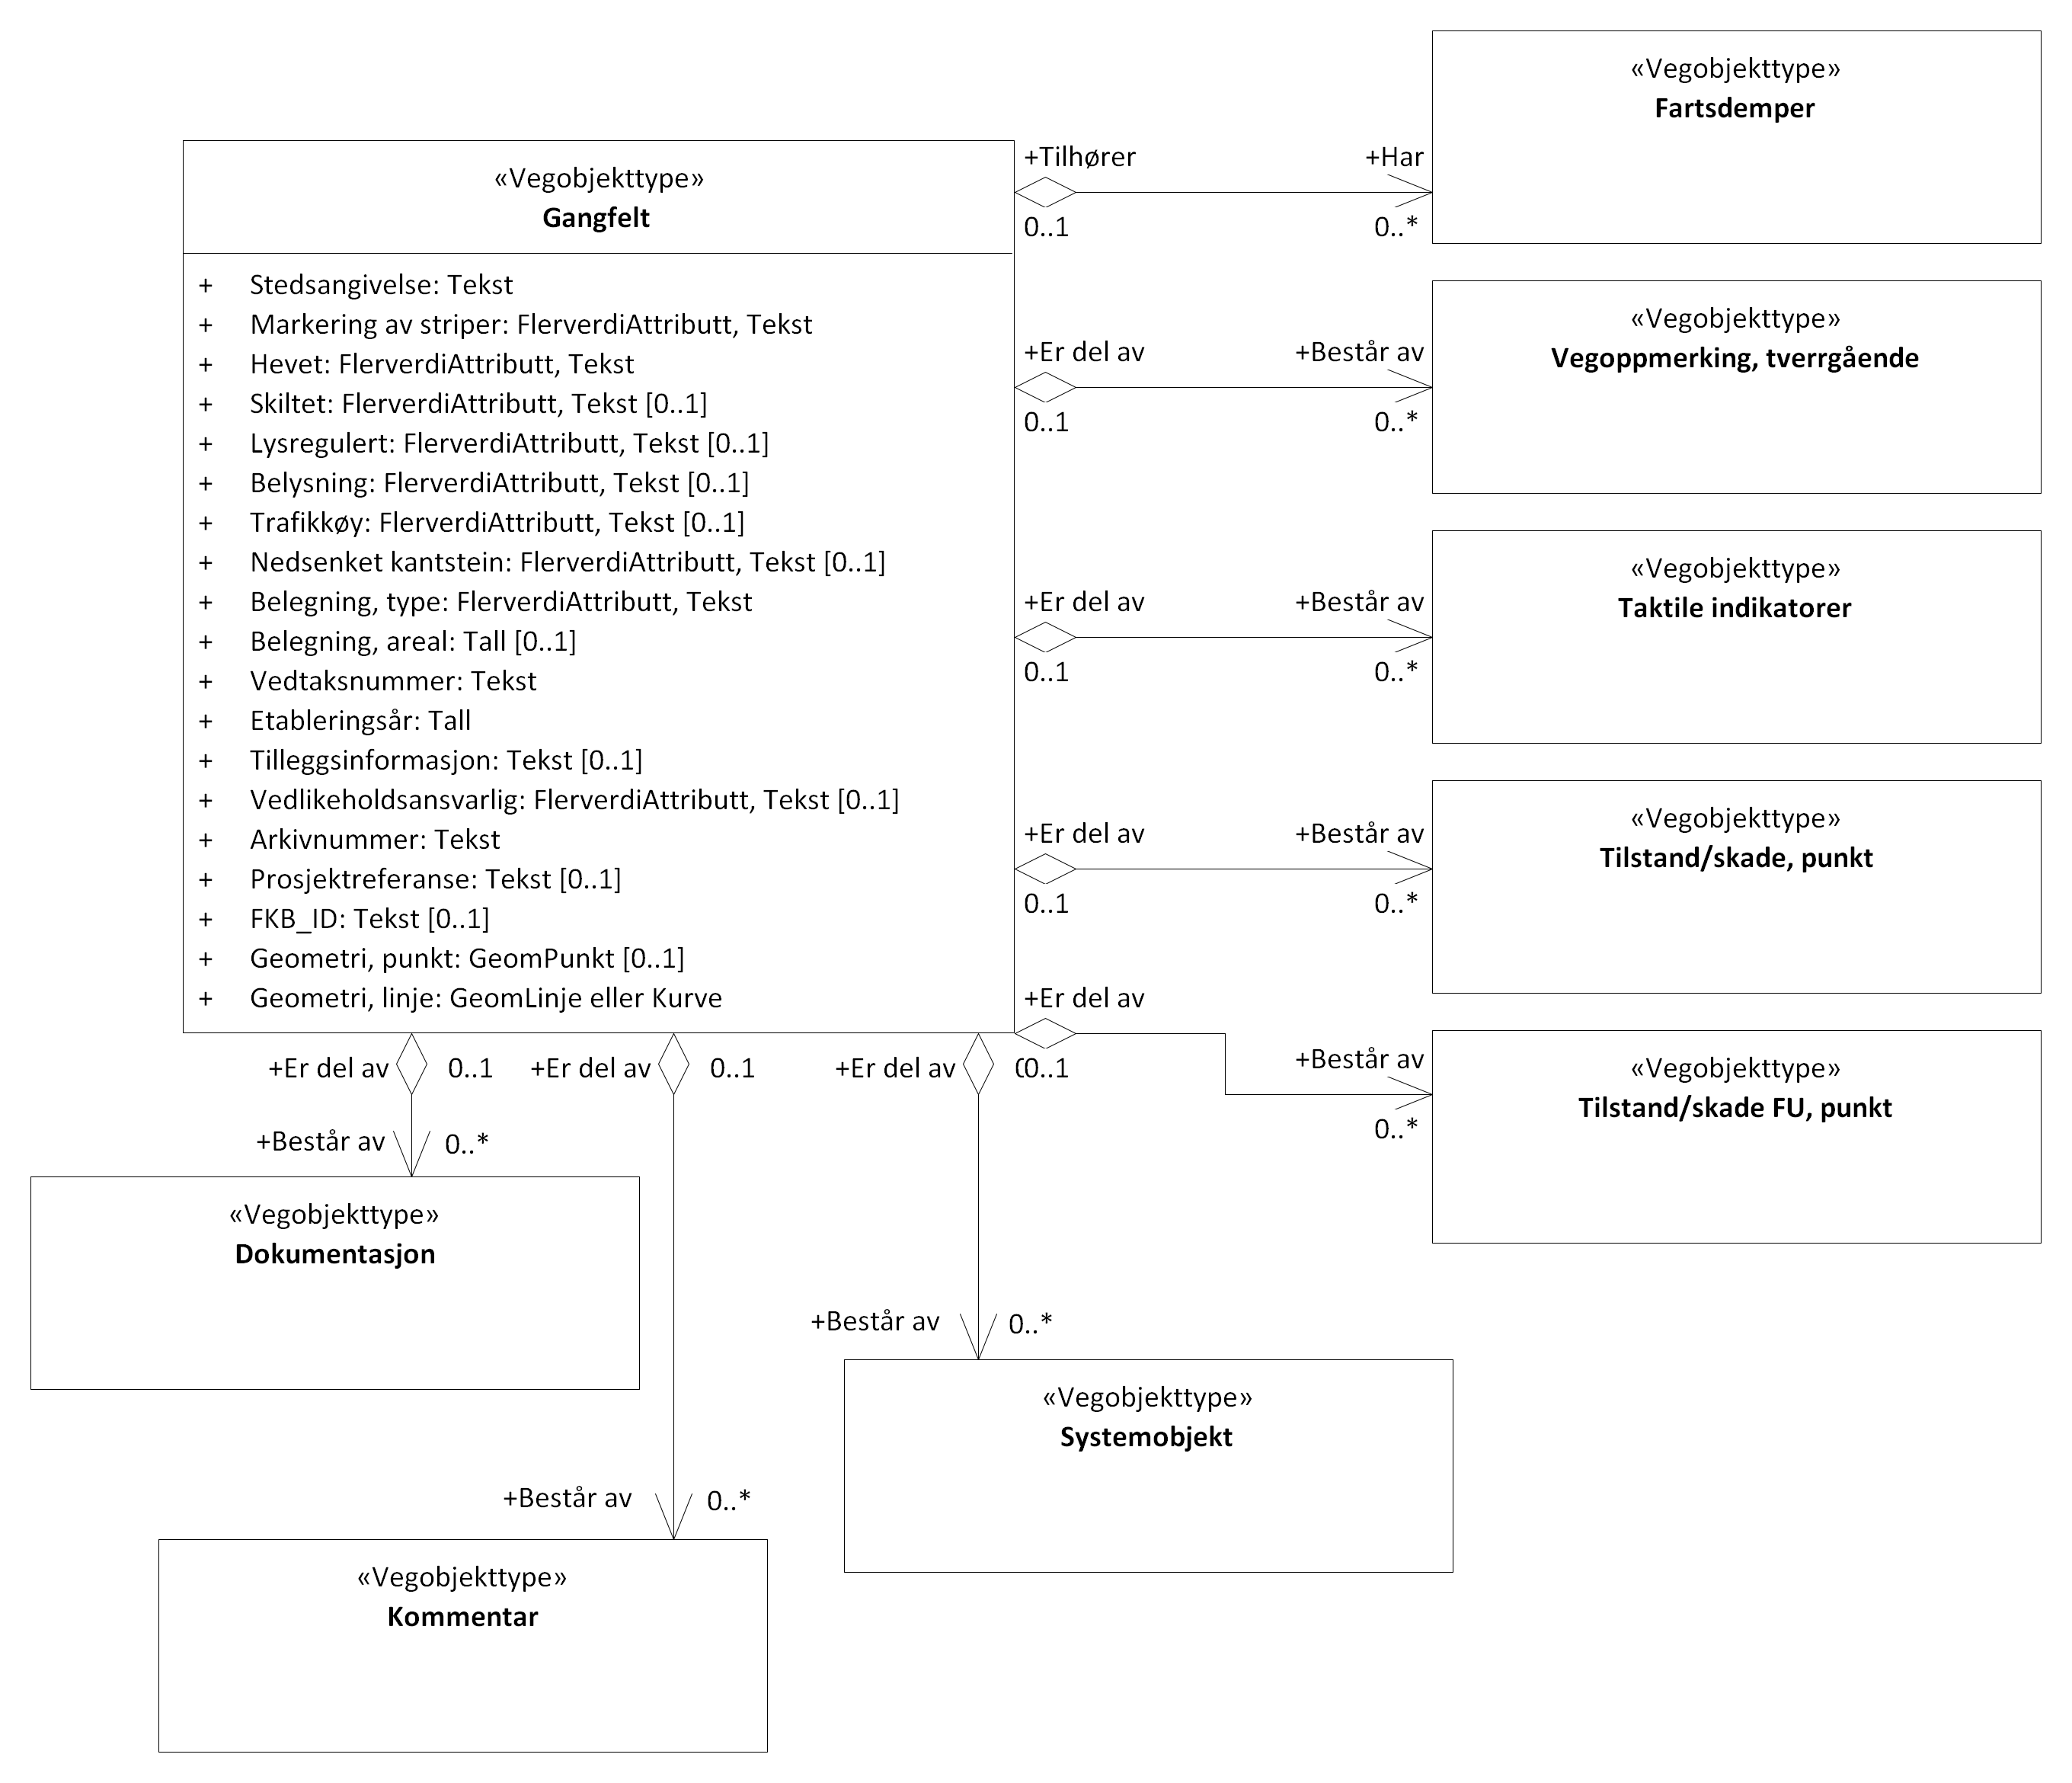 «Vegobjekttype»
Gangfelt
+ Stedsangivelse: Tekst
+ Markering av striper: FlerverdiAttributt, Tekst
+ Hevet: FlerverdiAttributt, Tekst
+ Skiltet: FlerverdiAttributt, Tekst [0..1]
+ Lysregulert: FlerverdiAttributt, Tekst [0..1]
+ Belysning: FlerverdiAttributt, Tekst [0..1]
+ Trafikkøy: FlerverdiAttributt, Tekst [0..1]
+ Nedsenket kantstein: FlerverdiAttributt, Tekst [0..1]
+ Belegning, type: FlerverdiAttributt, Tekst
+ Belegning, areal: Tall [0..1]
+ Vedtaksnummer: Tekst
+ Etableringsår: Tall
+ Tilleggsinformasjon: Tekst [0..1]
+ Vedlikeholdsansvarlig: FlerverdiAttributt, Tekst [0..1]
+ Arkivnummer: Tekst
+ Prosjektreferanse: Tekst [0..1]
+ FKB_ID: Tekst [0..1]
+ Geometri, punkt: GeomPunkt [0..1]
+ Geometri, linje: GeomLinje eller Kurve
+Tilhører +Har
0..1 0..*
«Vegobjekttype»
Fartsdemper
+Er del av +Består av
0..1 0..*
«Vegobjekttype»
Vegoppmerking, tverrgående
+Er del av +Består av
0..1 0..*
«Vegobjekttype»
Taktile indikatorer
+Er del av +Består av
0..1 0..*
«Vegobjekttype»
Tilstand/skade, punkt
+Er del av
0..1
+Består av
0..*
«Vegobjekttype»
Tilstand/skade FU, punkt
+Er del av 0..1
+Består av 0..*
«Vegobjekttype»
Dokumentasjon
+Er del av 0..1
+Består av 0..*
«Vegobjekttype»
Kommentar
+Er del av
+Består av 0..*
«Vegobjekttype»
Systemobjekt